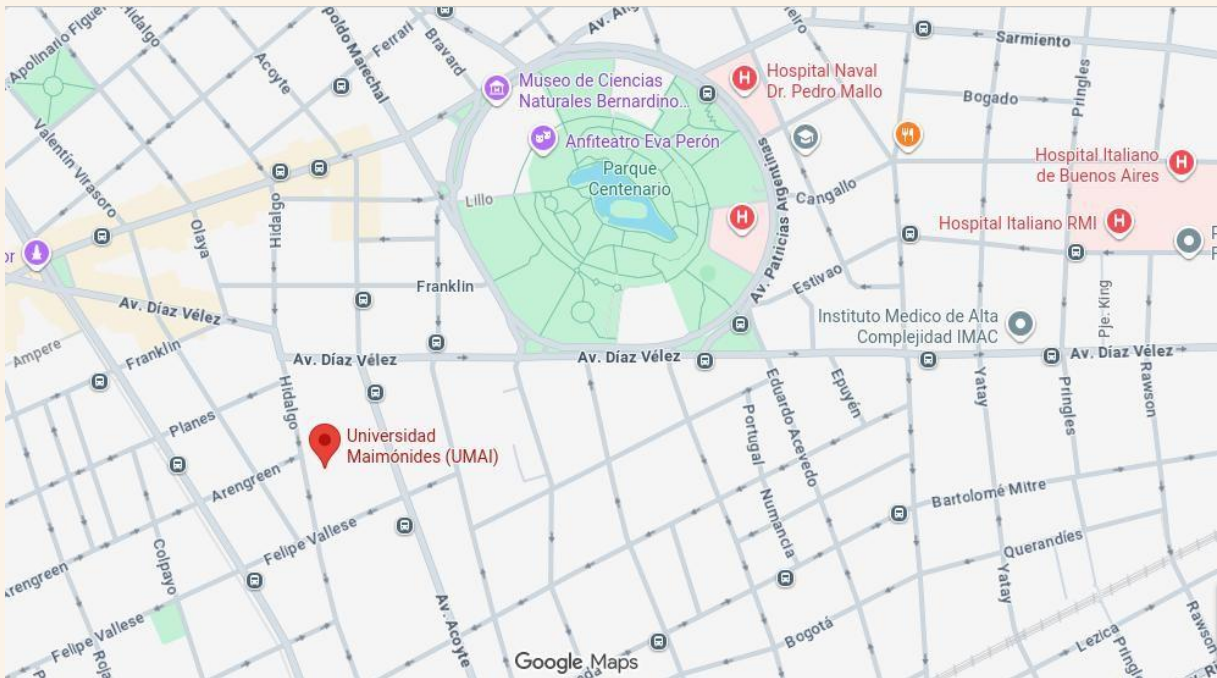 Apolinario Figue
Hidalgo
Ferrari
Bravard
Av. Ang
Sarmiento
Acoyte
poldo Marechal
Museo de Ciencias
Naturales Bernardino...
Hospital Naval
Dr. Pedro Mallo
Bogado
Pringles
Valentín Virasoro
Anfiteatro Eva Perón
Parque
Centenario
Av. Patricias Argentinas
Cangallo
Hospital Italiano
de Buenos Aires
Hospital Italiano RMI
Olaya
Hidalgo
Lillo
or
Franklin
Estivao
Av. Díaz Vélez
Instituto Medico de Alta
Complejidad IMAC
Pje. King
Ampere
Franklin
Av. Díaz Vélez
Av. Díaz Vélez
Av. Díaz Vélez
Hidalgo
Planes
Universidad
Maimónides (UMAI)
Arengreen
Portugal
Eduardo Acevedo
Epuyén
Yatay
Pringles
Rawson
Numancia
Bartolomé Mitre
Felipe Vallese
Querandíes
Arengreen
Colpayo
Av. Acoyte
Yatay
Felipe Vallese
Bogotá
Lezica
Pringles
Rawson
Google Maps